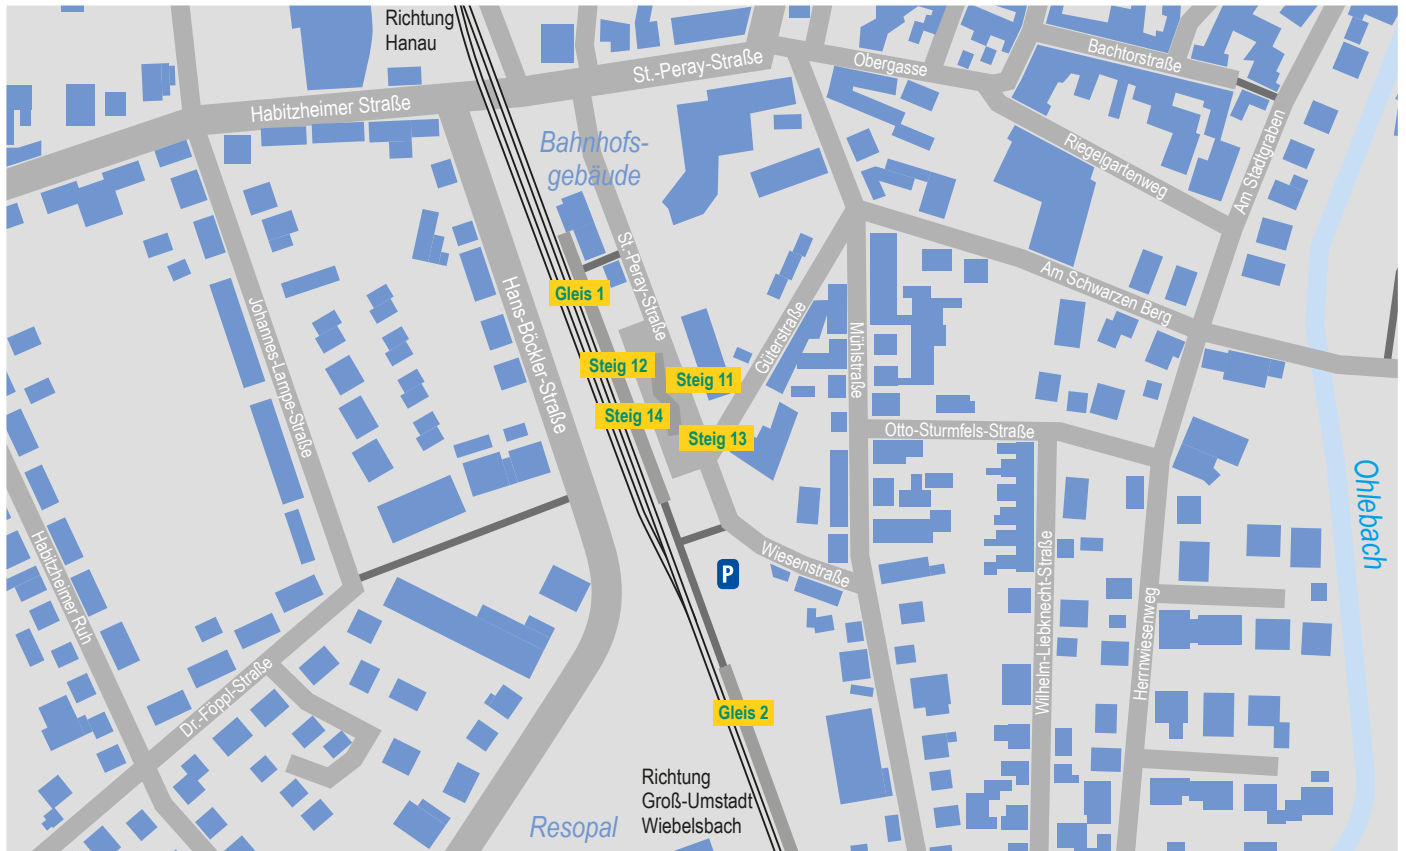 Richtung
Hanau
St.-Peray-Straße
Obergasse
Bachtorstraße
Habitzheimer Straße
Bahnhofs-
gebäude
Riegelgartenweg
Am Stadtgraben
St.-Peray-Straße
Gleis 1
Hans-Böckler-Straße
Johannes-Lampe-Straße
Am Schwarzen Berg
Güterstraße
Mühlstraße
Steig 12
Steig 11
Steig 14
Steig 13
Otto-Sturmfels-Straße
Ohlebach
Habitzheimer Ruh
P
Wiesenstraße
Wilhelm-Liebknecht-Straße
Herrnwiesenweg
Dr.-Föppl-Straße
Gleis 2
Richtung
Groß-Umstadt
Wiebelsbach
Resopal